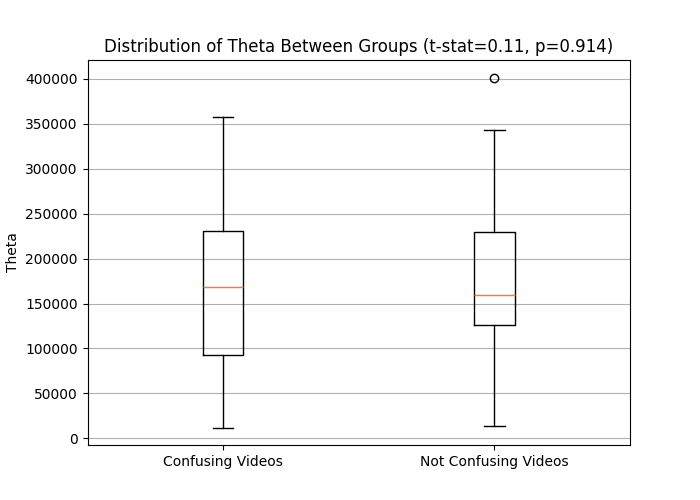 Distribution of Theta Between Groups (t-stat=0.11, p=0.914)
400000
350000
300000
250000
200000
150000
100000
50000
0
Theta
Confusing Videos
Not Confusing Videos